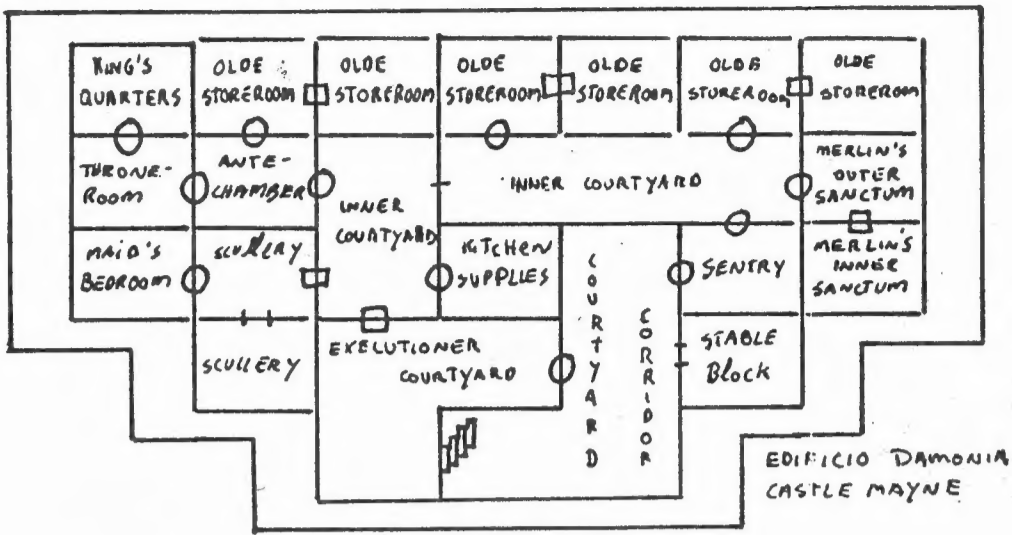 KING'S
QUARTERS
OLDE
STOREROOM
OLDE
STOREROOM
OLDE
STOREROOM
OLDE
STOREROOM
OLDE
STOREROOM
OLDE
STOREROOM
THRONE-
ROOM
ANTE-
CHAMBER
INNER
COURTYARD
INNER COURTYARD
MERLIN'S
OUTER
SANCTUM
MAID'S
BEDROOM
SCULLERY
KITCHEN
SUPPLIES
COURTYARD
CORRIDOR
SENTRY
MERLIN'S
INNER
SANCTUM
SCULLERY
EXECUTIONER
COURTYARD
STABLE
Block
EDIFICIO DAMONIA
CASTLE MAYNE